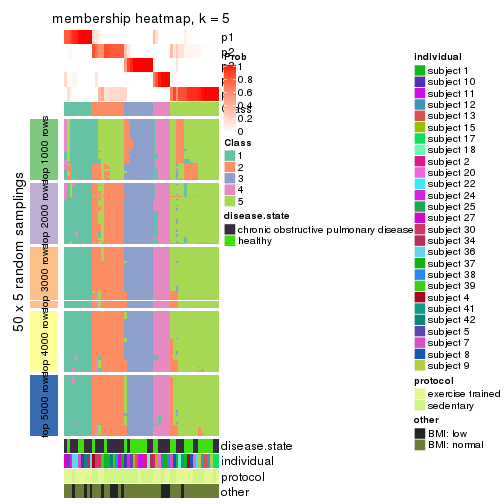 membership heatmap, k = 5
p1
p2
Prob
1
0.8
0.6
0.4
0.2
0
Class
1
2
3
4
5
disease.state
chronic obstructive pulmonary disease
healthy
50 x 5 random samplings
top 1000 rows
top 2000 rows
top 3000 rows
top 4000 rows
top 5000 rows
disease.state
individual
protocol
other
individual
subject 1
subject 10
subject 11
subject 12
subject 13
subject 15
subject 17
subject 18
subject 2
subject 20
subject 22
subject 24
subject 25
subject 27
subject 30
subject 34
subject 36
subject 37
subject 38
subject 39
subject 4
subject 41
subject 42
subject 5
subject 7
subject 8
subject 9
protocol
exercise trained
sedentary
other
BMI: low
BMI: normal